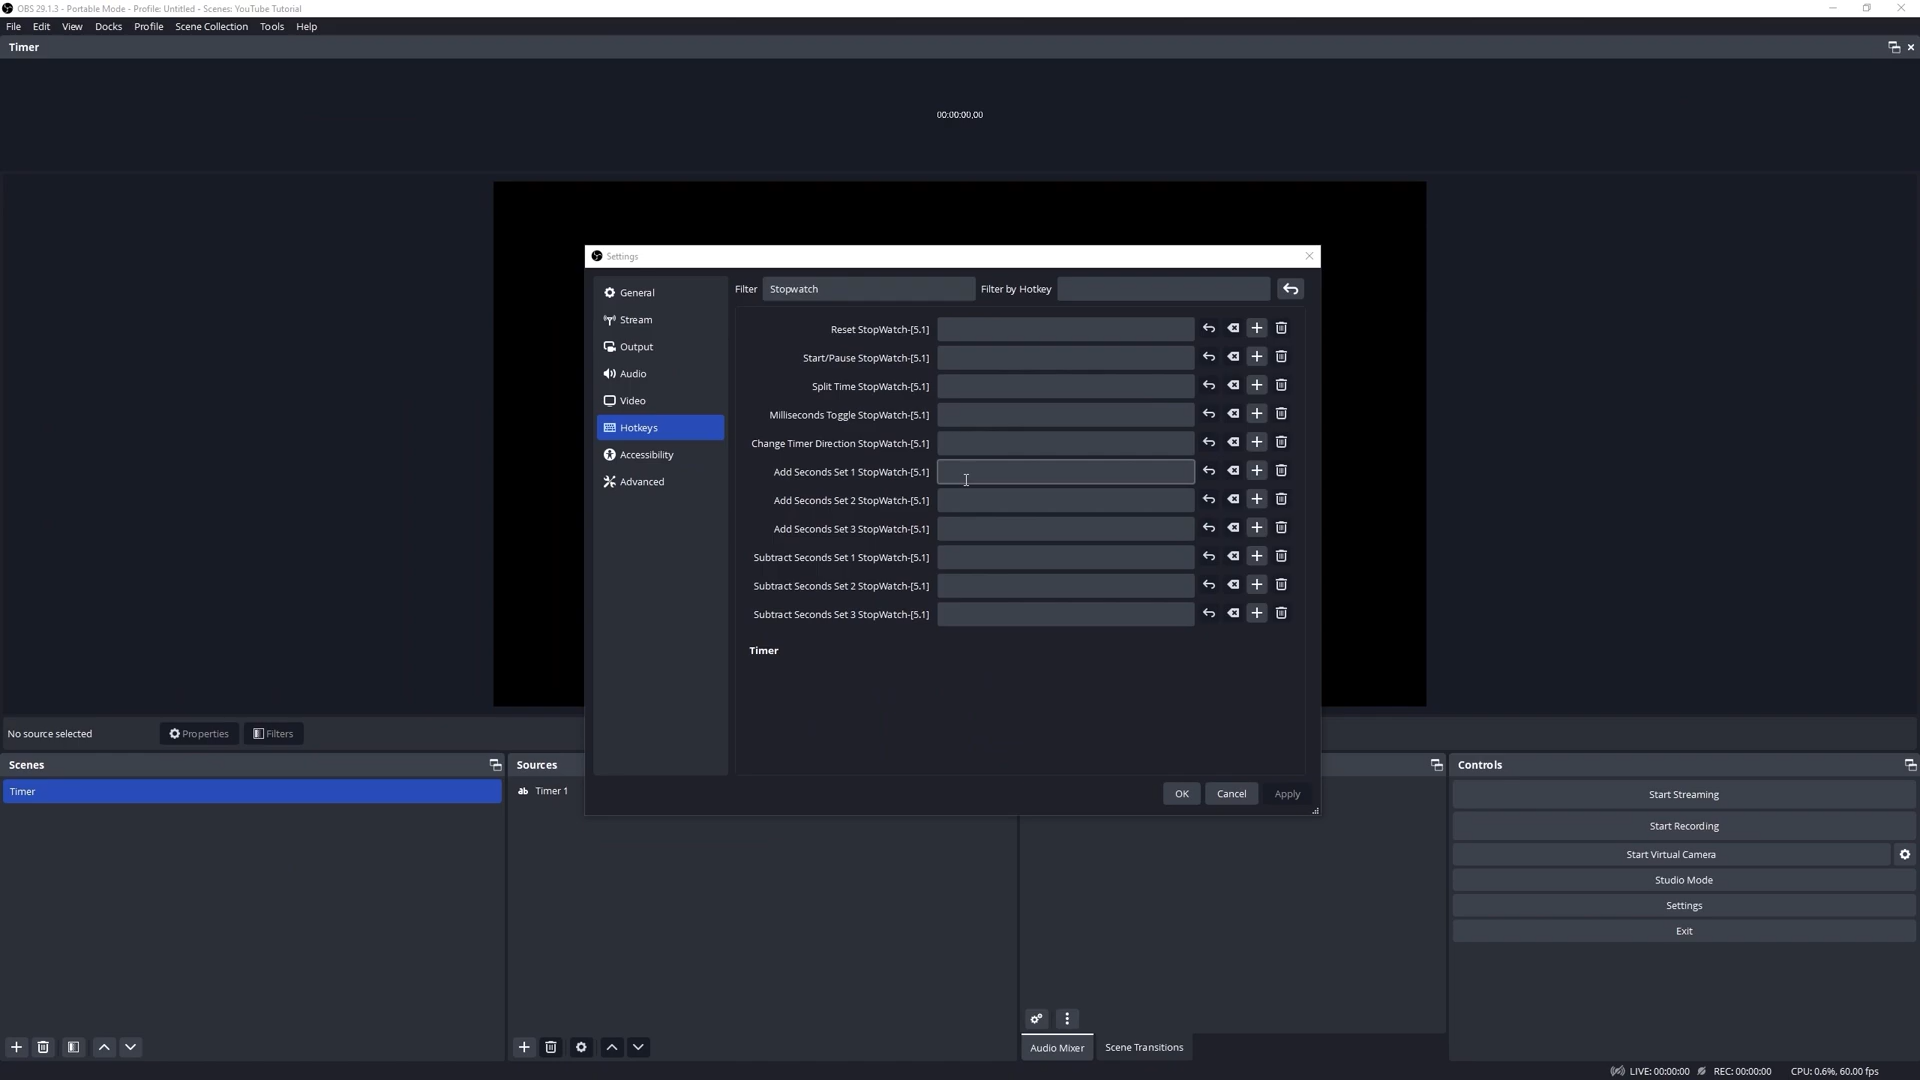 OBS 29.1.3 - Portable Mode - Profile: Untitled - Scenes: YouTube Tutorial
File Edit View Docks Profile Scene Collection Tools Help
Timer
00:00:00,00
Settings
General
Stream
Output
Audio
Video
Hotkeys
Accessibility
Advanced
Filter Stopwatch Filter by Hotkey
Reset StopWatch-[5.1]
Start/Pause StopWatch-[5.1]
Split Time StopWatch-[5.1]
Milliseconds Toggle StopWatch-[5.1]
Change Timer Direction StopWatch-[5.1]
Add Seconds Set 1 StopWatch-[5.1]
Add Seconds Set 2 StopWatch-[5.1]
Add Seconds Set 3 StopWatch-[5.1]
Subtract Seconds Set 1 StopWatch-[5.1]
Subtract Seconds Set 2 StopWatch-[5.1]
Subtract Seconds Set 3 StopWatch-[5.1]
Timer
OK Cancel Apply
No source selected Properties Filters
Scenes
Timer
Sources
ab Timer 1
Audio Mixer Scene Transitions
Controls
Start Streaming
Start Recording
Start Virtual Camera
Studio Mode
Settings
Exit
LIVE: 00:00:00 REC: 00:00:00 CPU: 0.6%, 60.00 fps